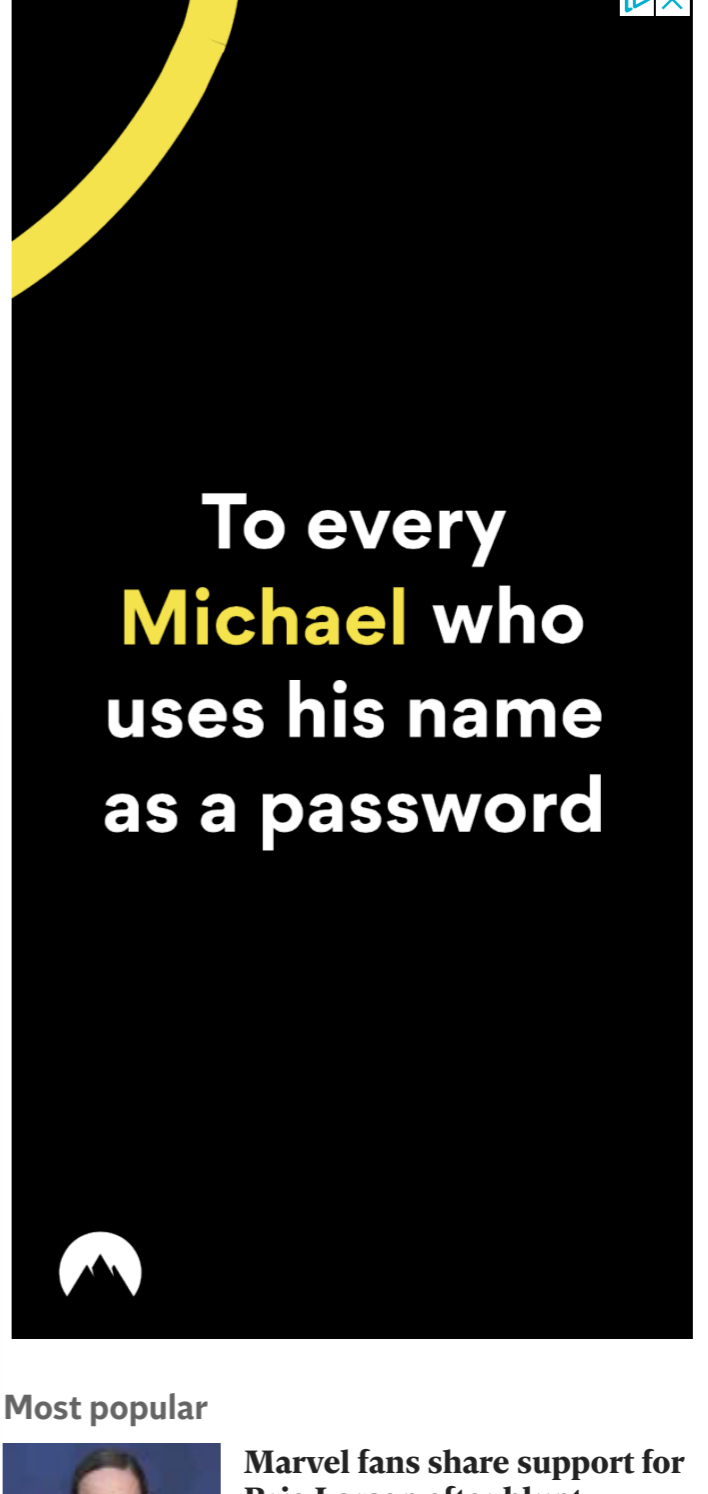 To every
Michael who
uses his name
as a password
Most popular
Marvel fans share support for